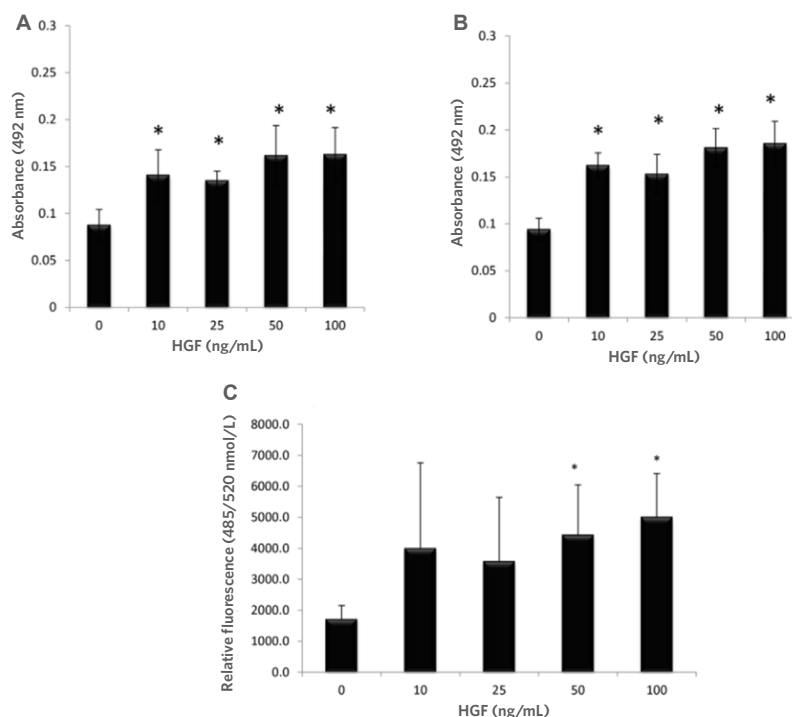 A
0.3
0.25
0.2
0.15
0.1
0.05
0
Absorbance (492 nm)
* * * *
0 10 25 50 100
HGF (ng/mL)
B
0.3
0.25
0.2
0.15
0.1
0.05
0
Absorbance (492 nm)
* * * *
0 10 25 50 100
HGF (ng/mL)
C
8000.0
7000.0
6000.0
5000.0
4000.0
3000.0
2000.0
1000.0
0.0
Relative fluorescence (485/520 nmol/L)
* *
0 10 25 50 100
HGF (ng/mL)